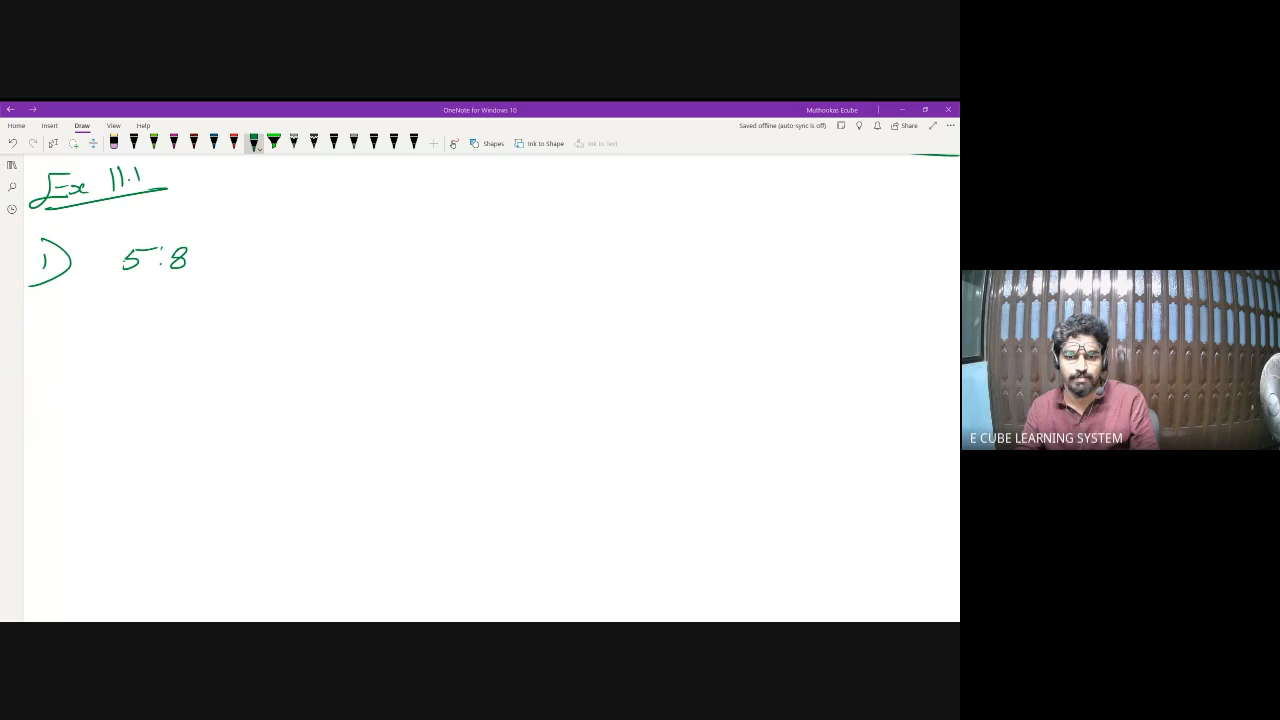 OneNote for Windows 10
Muthookas Ecube
Home Insert Draw View Help
Saved offline (auto-sync is off)
Share
Shapes
Ink to Shape
Ink to Text
Ex 11.1
1) 5:8
E CUBE LEARNING SYSTEM